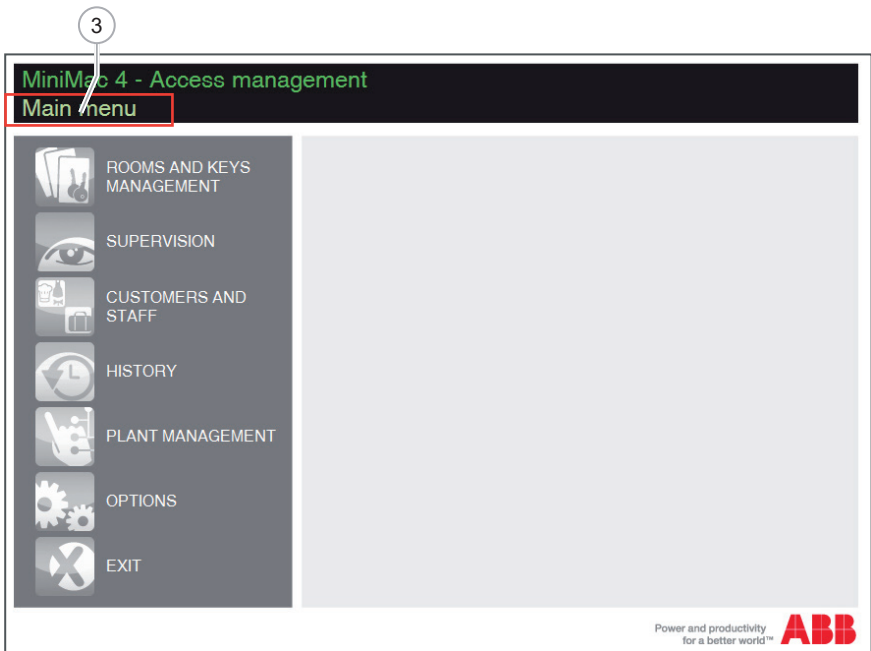 3
MiniMac 4 - Access management
Main menu
ROOMS AND KEYS
MANAGEMENT
SUPERVISION
CUSTOMERS AND
STAFF
HISTORY
PLANT MANAGEMENT
OPTIONS
EXIT
Power and productivity
for a better world™
ABB